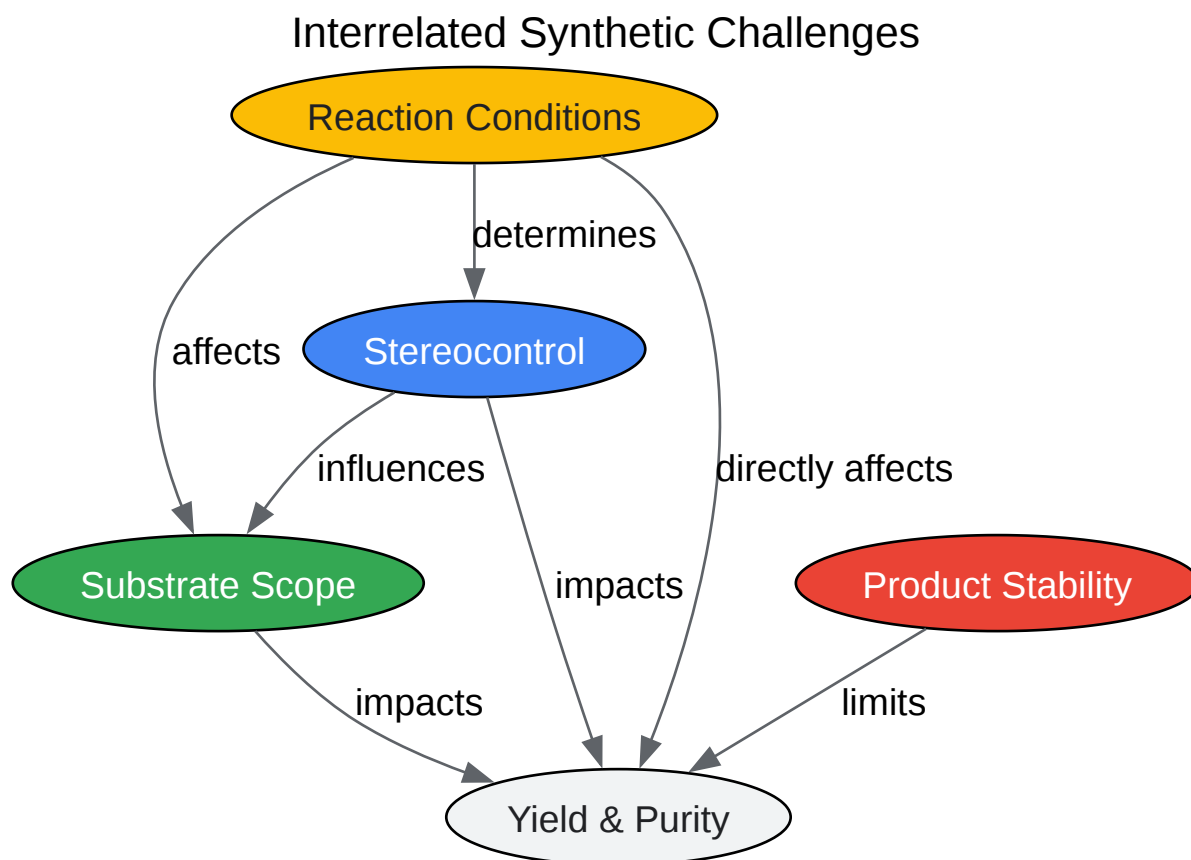 Interrelated Synthetic Challenges
Reaction Conditions
determines
affects
Stereocontrol
influences
directly affects
Substrate Scope
impacts
Product Stability
impacts
limits
Yield & Purity